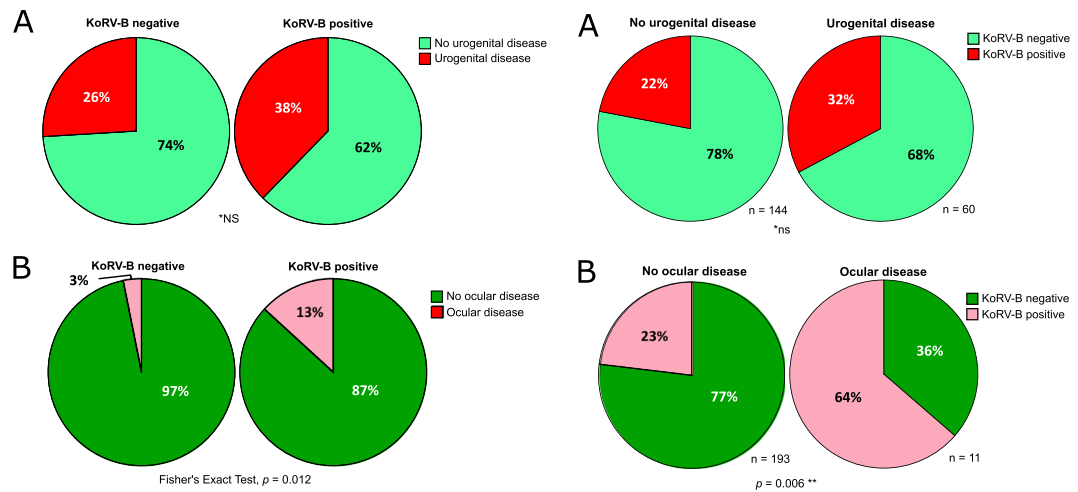 A
KoRV-B negative
KoRV-B positive
No urogenital disease
Urogenital disease
26%
74%
38%
62%
*NS
B
KoRV-B negative
KoRV-B positive
3%
No ocular disease
Ocular disease
97%
13%
87%
Fisher's Exact Test, p = 0.012
A
No urogenital disease
Urogenital disease
KoRV-B negative
KoRV-B positive
22%
78%
32%
68%
n = 144
n = 60
*ns
B
No ocular disease
Ocular disease
KoRV-B negative
KoRV-B positive
23%
77%
36%
64%
n = 193
n = 11
p = 0.006 **